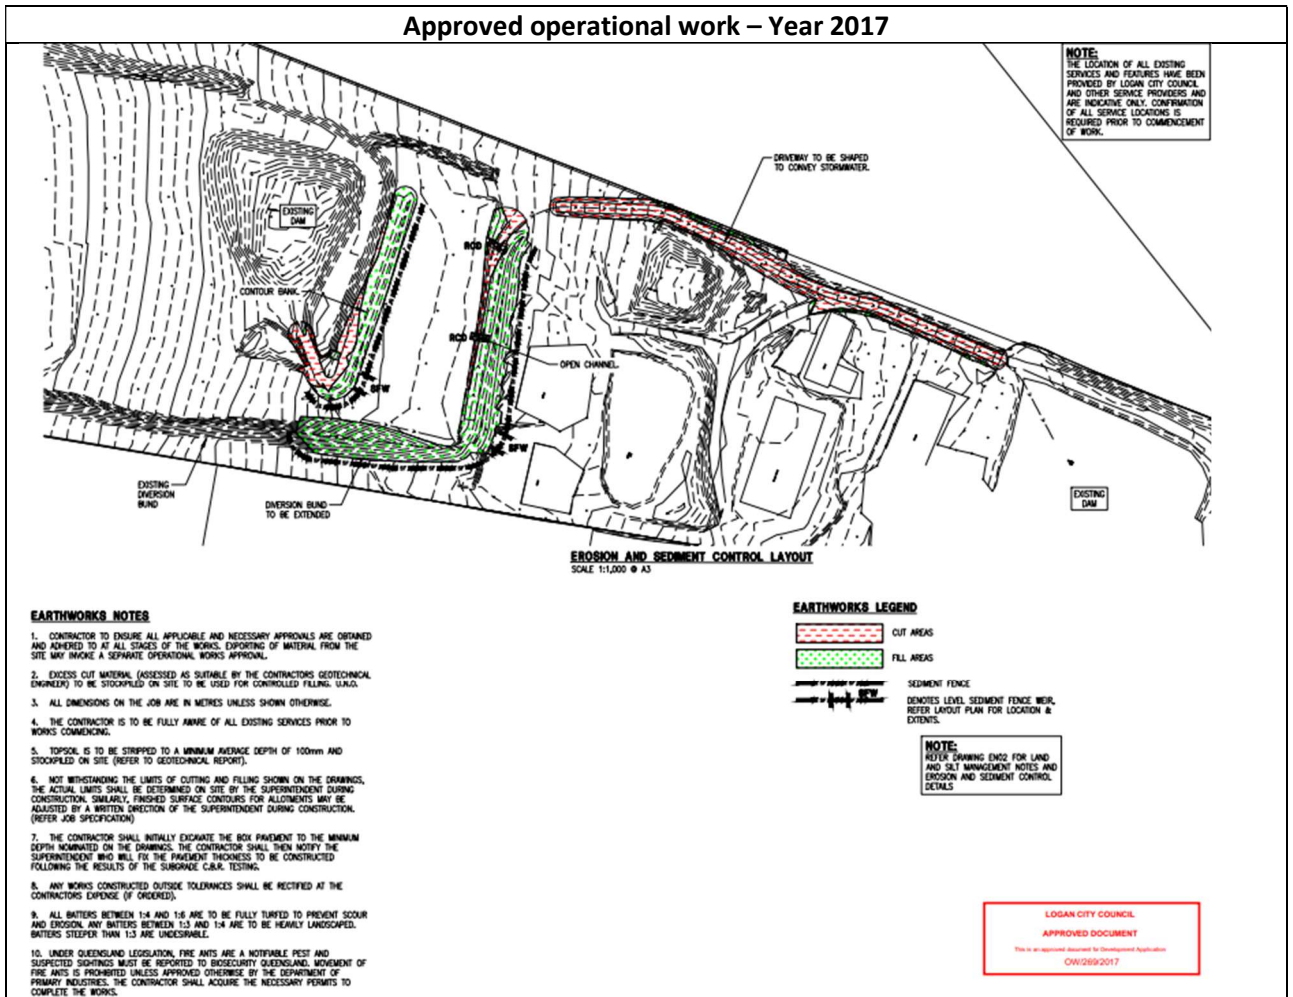 Approved operational work – Year 2017
NOTE:
THE LOCATION OF ALL EXISTING
SERVICES AND FEATURES HAVE BEEN
PROVIDED BY LOGAN CITY COUNCIL
AND OTHER SERVICE PROVIDERS AND
ARE INDICATIVE ONLY. CONFIRMATION
OF ALL SERVICE LOCATIONS IS
REQUIRED PRIOR TO COMMENCEMENT
OF WORK.
DRIVEWAY TO BE SHAPED
TO CONVEY STORMWATER.
EXISTING
DAM
RCD
CONTOUR BANK.
RCD
OPEN CHANNEL.
SFW
SFW
EXISTING
DIVERSION
BUND
DIVERSION BUND
TO BE EXTENDED
EXISTING
DAM
EROSION AND SEDIMENT CONTROL LAYOUT
SCALE 1:1,000 @ A3
EARTHWORKS NOTES
1. CONTRACTOR TO ENSURE ALL APPLICABLE AND NECESSARY APPROVALS ARE OBTAINED
AND ADHERED TO AT ALL STAGES OF THE WORKS. EXPORTING OF MATERIAL FROM THE
SITE MAY INVOKE A SEPARATE OPERATIONAL WORKS APPROVAL.
2. EXCESS CUT MATERIAL (ASSESSED AS SUITABLE BY THE CONTRACTORS GEOTECHNICAL
ENGINEER) TO BE STOCKPILED ON SITE TO BE USED FOR CONTROLLED FILLING. U.N.O.
3. ALL DIMENSIONS ON THE JOB ARE IN METRES UNLESS SHOWN OTHERWISE.
4. THE CONTRACTOR IS TO BE FULLY AWARE OF ALL EXISTING SERVICES PRIOR TO
WORKS COMMENCING.
5. TOPSOIL IS TO BE STRIPPED TO A MINIMUM AVERAGE DEPTH OF 100mm AND
STOCKPILED ON SITE (REFER TO GEOTECHNICAL REPORT).
6. NOT WITHSTANDING THE LIMITS OF CUTTING AND FILLING SHOWN ON THE DRAWINGS,
THE ACTUAL LIMITS SHALL BE DETERMINED ON SITE BY THE SUPERINTENDENT DURING
CONSTRUCTION. SIMILARLY, FINISHED SURFACE CONTOURS FOR ALLOTMENTS MAY BE
ADJUSTED BY A WRITTEN DIRECTION OF THE SUPERINTENDENT DURING CONSTRUCTION.
(REFER JOB SPECIFICATION)
7. THE CONTRACTOR SHALL INITIALLY EXCAVATE THE BOX PAVEMENT TO THE MINIMUM
DEPTH NOMINATED ON THE DRAWINGS. THE CONTRACTOR SHALL THEN NOTIFY THE
SUPERINTENDENT WHO WILL FIX THE PAVEMENT THICKNESS TO BE CONSTRUCTED
FOLLOWING THE RESULTS OF THE SUBGRADE C.B.R. TESTING.
8. ANY WORKS CONSTRUCTED OUTSIDE TOLERANCES SHALL BE RECTIFIED AT THE
CONTRACTORS EXPENSE (IF ORDERED).
9. ALL BATTERS BETWEEN 1:4 AND 1:6 ARE TO BE FULLY TURFED TO PREVENT SCOUR
AND EROSION. ANY BATTERS BETWEEN 1:3 AND 1:4 ARE TO BE HEAVILY LANDSCAPED.
BATTERS STEEPER THAN 1:3 ARE UNDESIRABLE.
10. UNDER QUEENSLAND LEGISLATION, FIRE ANTS ARE A NOTIFIABLE PEST AND
SUSPECTED SIGHTINGS MUST BE REPORTED TO BIOSECURITY QUEENSLAND. MOVEMENT OF
FIRE ANTS IS PROHIBITED UNLESS APPROVED OTHERWISE BY THE DEPARTMENT OF
PRIMARY INDUSTRIES. THE CONTRACTOR SHALL ACQUIRE THE NECESSARY PERMITS TO
COMPLETE THE WORKS.
EARTHWORKS LEGEND
CUT AREAS
FILL AREAS
SEDIMENT FENCE
SFW
DENOTES LEVEL SEDIMENT FENCE WEIR,
REFER LAYOUT PLAN FOR LOCATION &
EXTENTS.
NOTE:
REFER DRAWING EN02 FOR LAND
AND SILT MANAGEMENT NOTES AND
EROSION AND SEDIMENT CONTROL
DETAILS
LOGAN CITY COUNCIL
APPROVED DOCUMENT
This is an approved document for Development Application
OW/269/2017